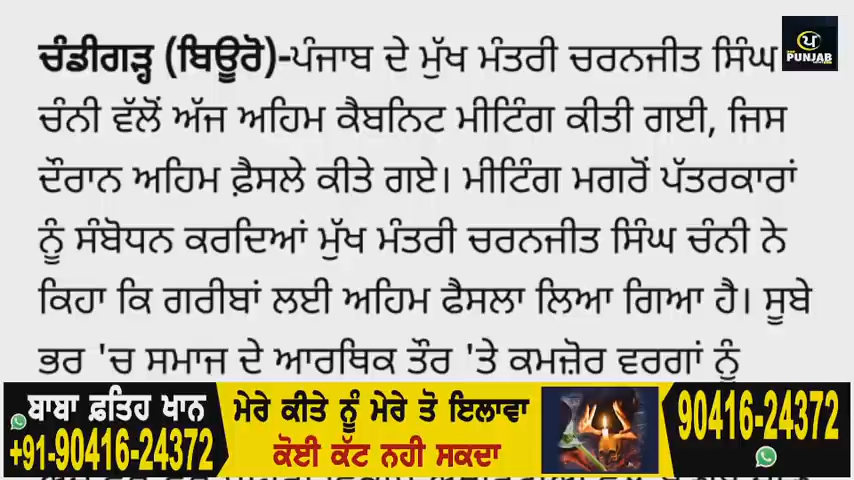 ਚੰਡੀਗੜ੍ਹ (ਬਿਊਰੋ)-ਪੰਜਾਬ ਦੇ ਮੁੱਖ ਮੰਤਰੀ ਚਰਨਜੀਤ ਸਿੰਘ
ਚੰਨੀ ਵੱਲੋਂ ਅੱਜ ਅਹਿਮ ਕੈਬਨਿਟ ਮੀਟਿੰਗ ਕੀਤੀ ਗਈ, ਜਿਸ
ਦੌਰਾਨ ਅਹਿਮ ਫ਼ੈਸਲੇ ਕੀਤੇ ਗਏ। ਮੀਟਿੰਗ ਮਗਰੋਂ ਪੱਤਰਕਾਰਾਂ
ਨੂੰ ਸੰਬੋਧਨ ਕਰਦਿਆਂ ਮੁੱਖ ਮੰਤਰੀ ਚਰਨਜੀਤ ਸਿੰਘ ਚੰਨੀ ਨੇ
ਕਿਹਾ ਕਿ ਗਰੀਬਾਂ ਲਈ ਅਹਿਮ ਫੈਸਲਾ ਲਿਆ ਗਿਆ ਹੈ। ਸੂਬੇ
ਭਰ 'ਚ ਸਮਾਜ ਦੇ ਆਰਥਿਕ ਤੌਰ 'ਤੇ ਕਮਜ਼ੋਰ ਵਰਗਾਂ ਨੂੰ
ਪ
PUNJAB
ਬਾਬਾ ਫ਼ਤਿਹ ਖਾਨ
+91-90416-24372
ਮੇਰੇ ਕੀਤੇ ਨੂੰ ਮੇਰੇ ਤੋ ਇਲਾਵਾ
ਕੋਈ ਕੱਟ ਨਹੀ ਸਕਦਾ
90416-24372